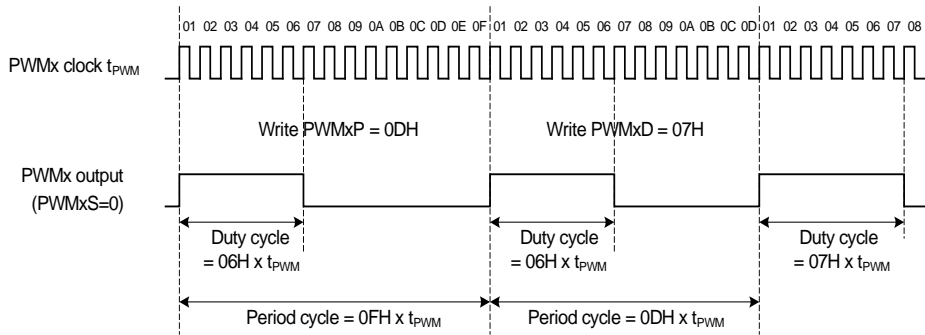 01 02 03 04 05 06 07 08 09 0A 0B 0C 0D 0E 0F 01 02 03 04 05 06 07 08 09 0A 0B 0C 0D 01 02 03 04 05 06 07 08
PWMx clock tPWM
Write PWMxP = 0DH Write PWMxD = 07H
PWMx output
(PWMxS=0)
Duty cycle Duty cycle Duty cycle
= 06H x tPWM = 06H x tPWM = 07H x tPWM
Period cycle = 0FH x tPWM Period cycle = 0DH x tPWM